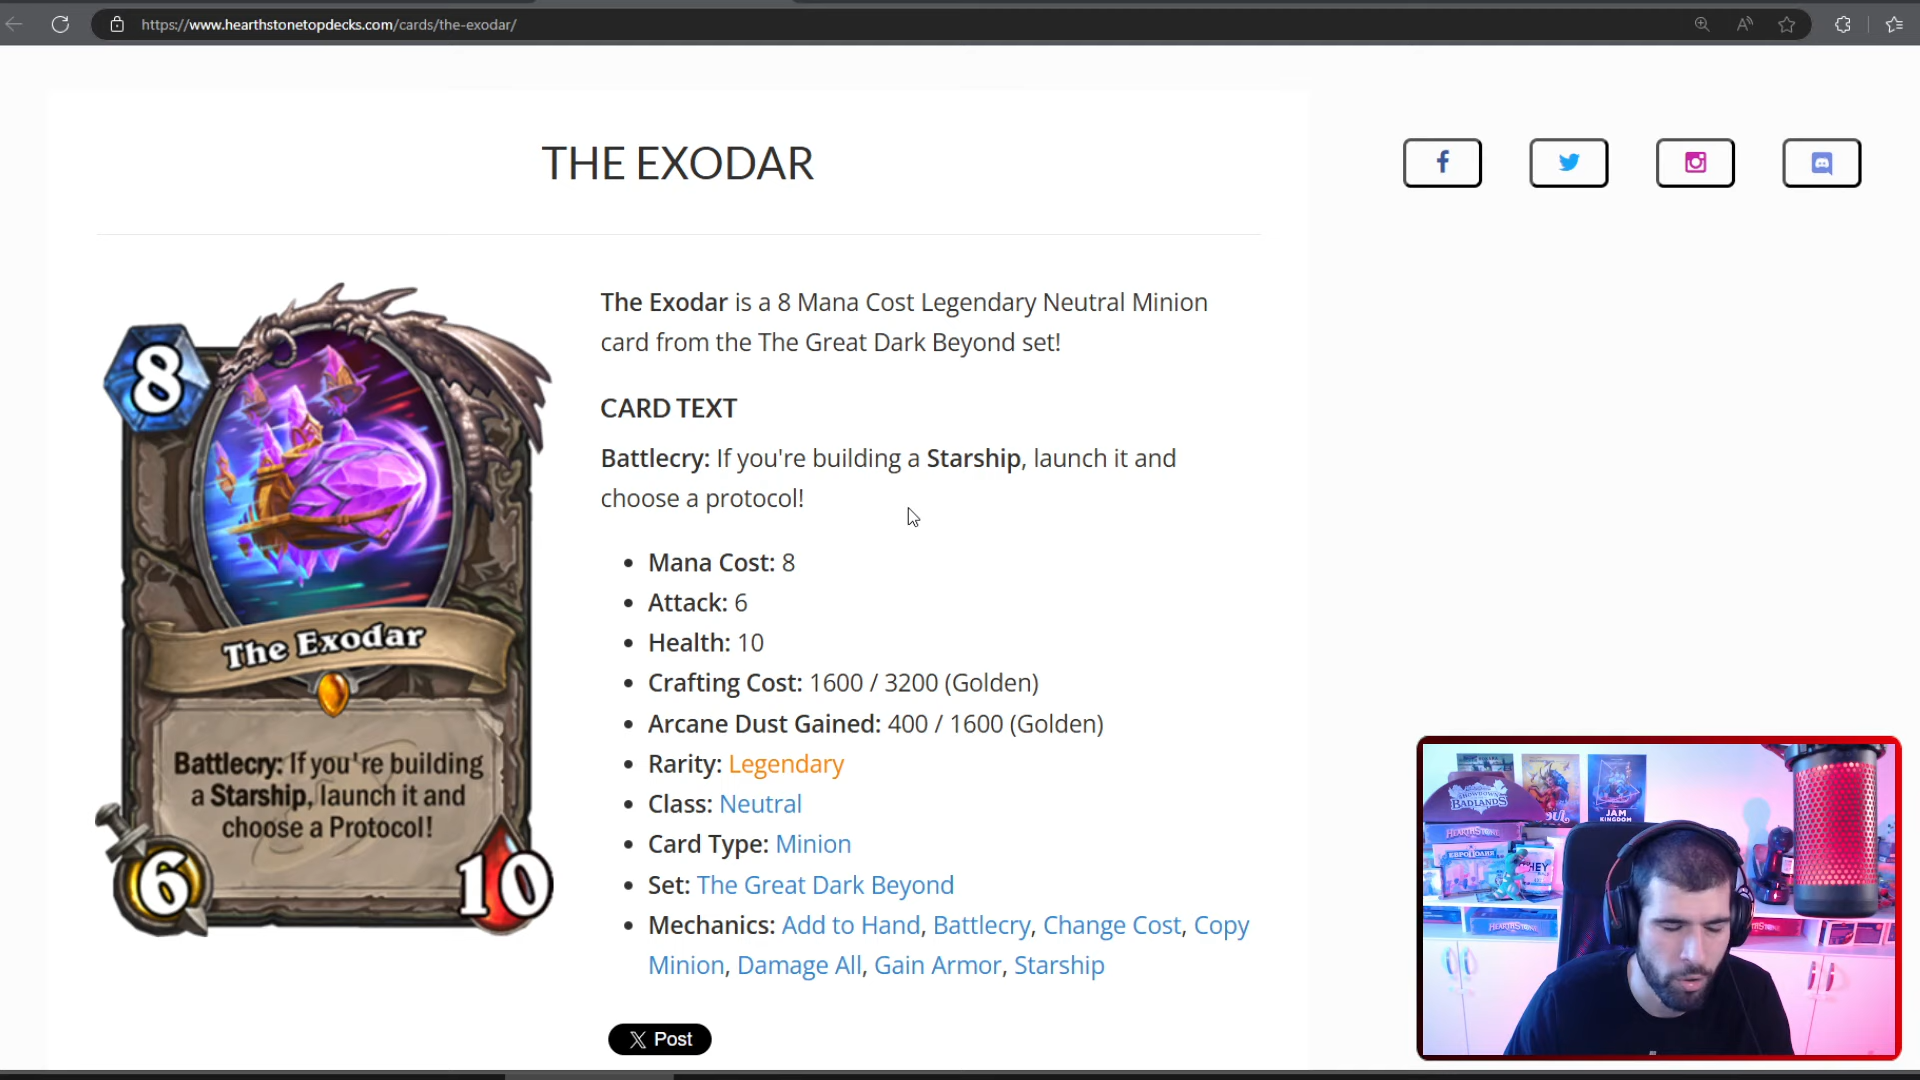 https://www.hearthstonetopdecks.com/cards/the-exodar/
THE EXODAR
8
The Exodar
Battlecry: If you're building
a Starship, launch it and
choose a Protocol!
6
10
The Exodar is a 8 Mana Cost Legendary Neutral Minion
card from the The Great Dark Beyond set!
CARD TEXT
Battlecry: If you're building a Starship, launch it and
choose a protocol!
Mana Cost: 8
Attack: 6
Health: 10
Crafting Cost: 1600 / 3200 (Golden)
Arcane Dust Gained: 400 / 1600 (Golden)
Rarity: Legendary
Class: Neutral
Card Type: Minion
Set: The Great Dark Beyond
Mechanics: Add to Hand, Battlecry, Change Cost, Copy
Minion, Damage All, Gain Armor, Starship
X Post
SHOWDOWN
BADLANDS
HEARTHSTONE
JAM
KINGDOM
HEARTHSTONE